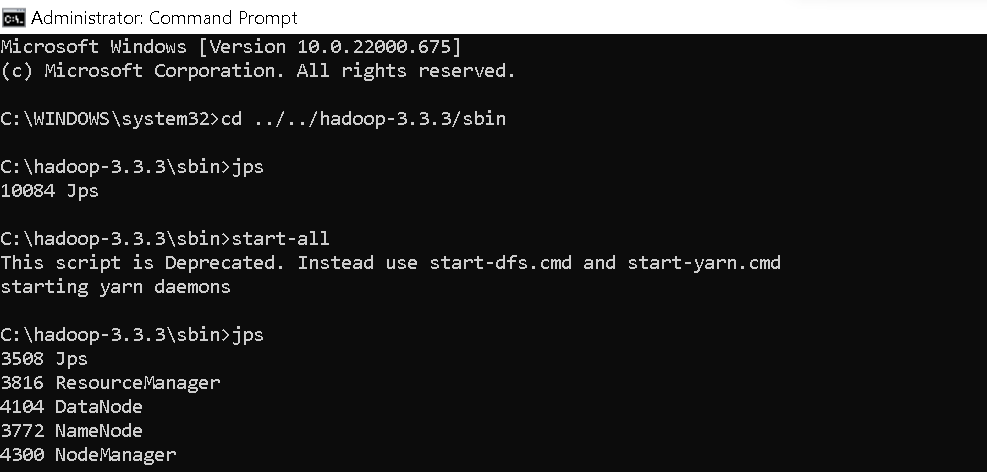 Administrator: Command Prompt
Microsoft Windows [Version 10.0.22000.675]
(c) Microsoft Corporation. All rights reserved.
C:\WINDOWS\system32>cd ../../hadoop-3.3.3/sbin
C:\hadoop-3.3.3\sbin>jps
10084 Jps
C:\hadoop-3.3.3\sbin>start-all
This script is Deprecated. Instead use start-dfs.cmd and start-yarn.cmd
starting yarn daemons
C:\hadoop-3.3.3\sbin>jps
3508 Jps
3816 ResourceManager
4104 DataNode
3772 NameNode
4300 NodeManager